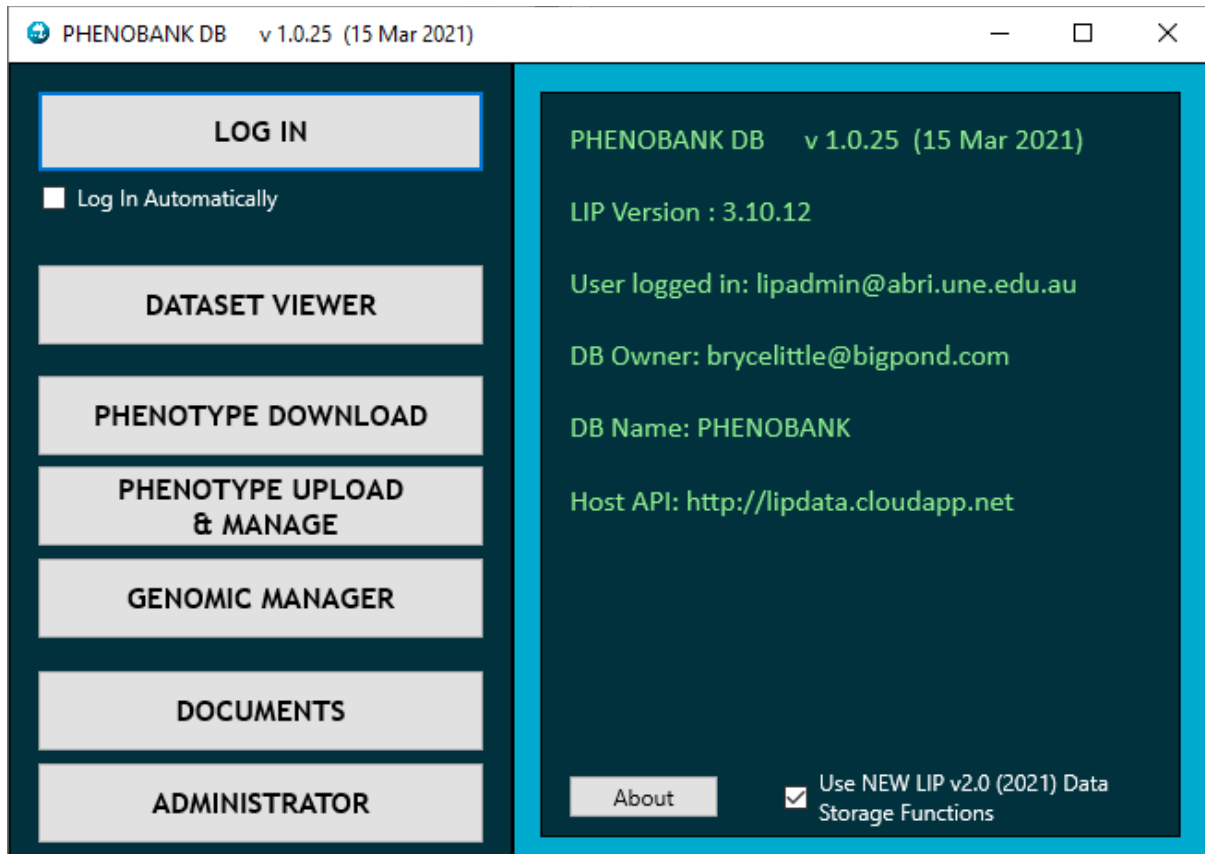 PHENOBANK DB v 1.0.25 (15 Mar 2021)
LOG IN
Log In Automatically
DATASET VIEWER
PHENOTYPE DOWNLOAD
PHENOTYPE UPLOAD
& MANAGE
GENOMIC MANAGER
DOCUMENTS
ADMINISTRATOR
PHENOBANK DB v 1.0.25 (15 Mar 2021)
LIP Version : 3.10.12
User logged in: lipadmin@abri.une.edu.au
DB Owner: brycelittle@bigpond.com
DB Name: PHENOBANK
Host API: http://lipdata.cloudapp.net
About
Use NEW LIP v2.0 (2021) Data
Storage Functions